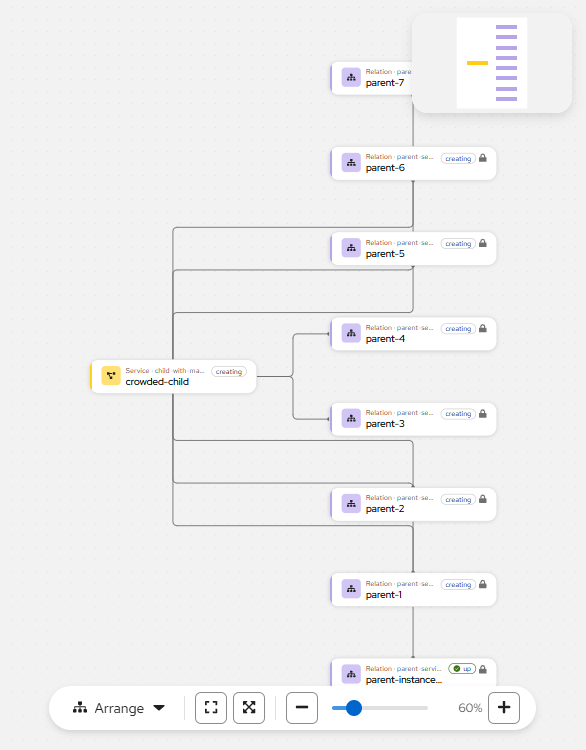 Relation · pare
parent-7
Relation · parent-se...
creating
parent-6
Relation · parent-se...
creating
parent-5
Relation · parent-se...
creating
parent-4
Service · child-with-ma...
creating
crowded-child
Relation · parent-se...
creating
parent-3
Relation · parent-se...
creating
parent-2
Relation · parent-se...
creating
parent-1
Relation · parent-servi...
up
parent-instance...
Arrange
60%